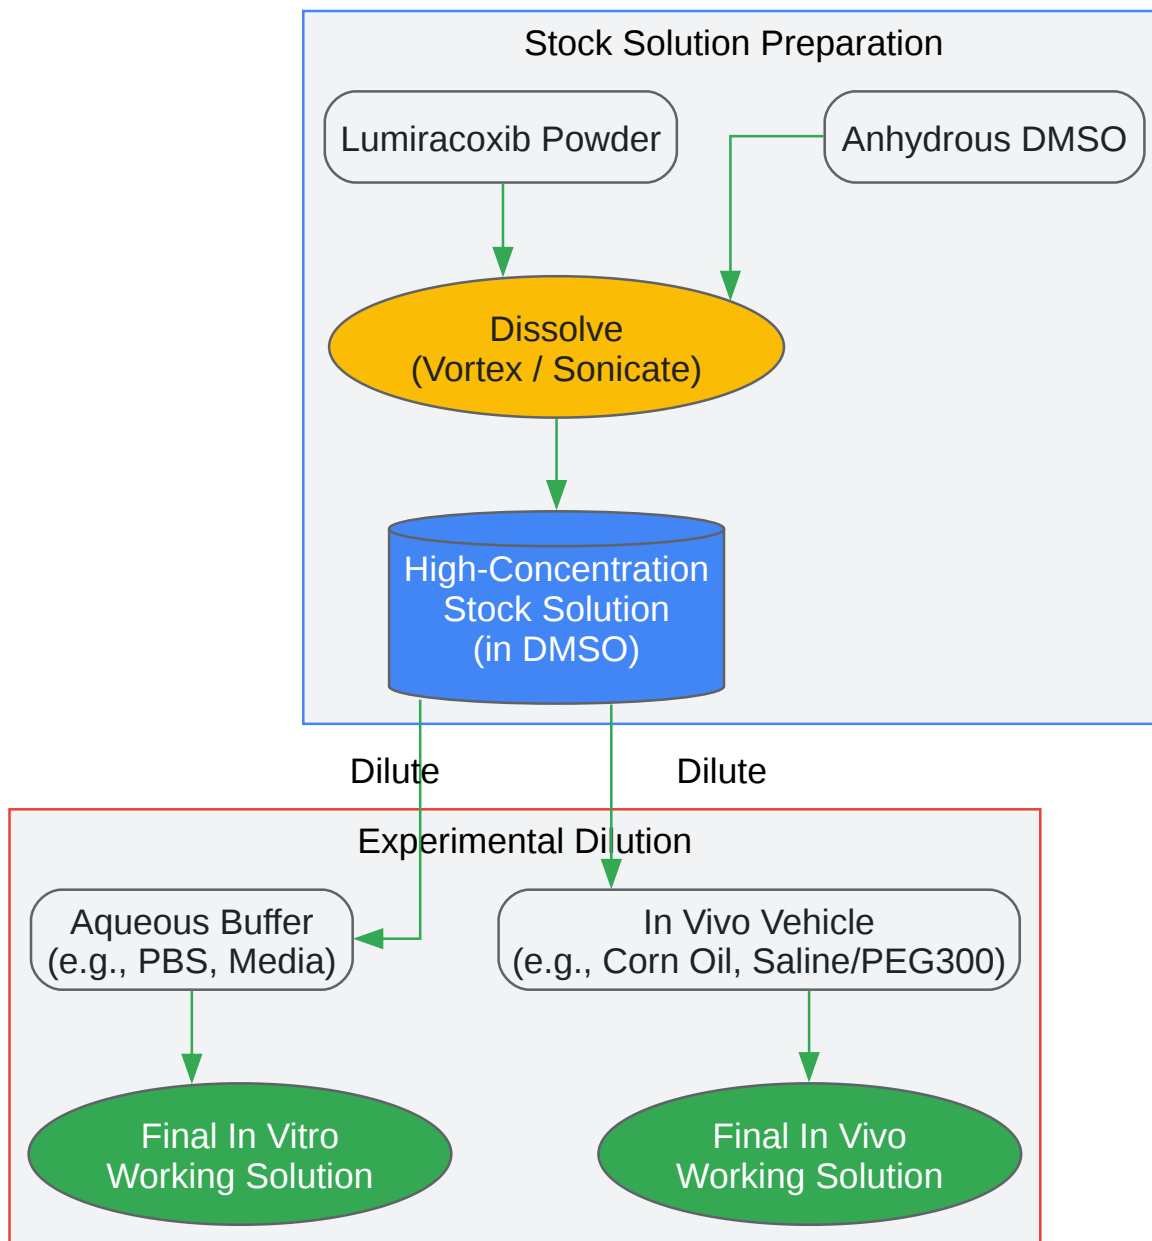 Stock Solution Preparation
Lumiracoxib Powder
Anhydrous DMSO
Dissolve
(Vortex / Sonicate)
High-Concentration
Stock Solution
(in DMSO)
Dilute
Dilute
Experimental Dilution
Aqueous Buffer
(e.g., PBS, Media)
In Vivo Vehicle
(e.g., Corn Oil, Saline/PEG300)
Final In Vitro
Working Solution
Final In Vivo
Working Solution